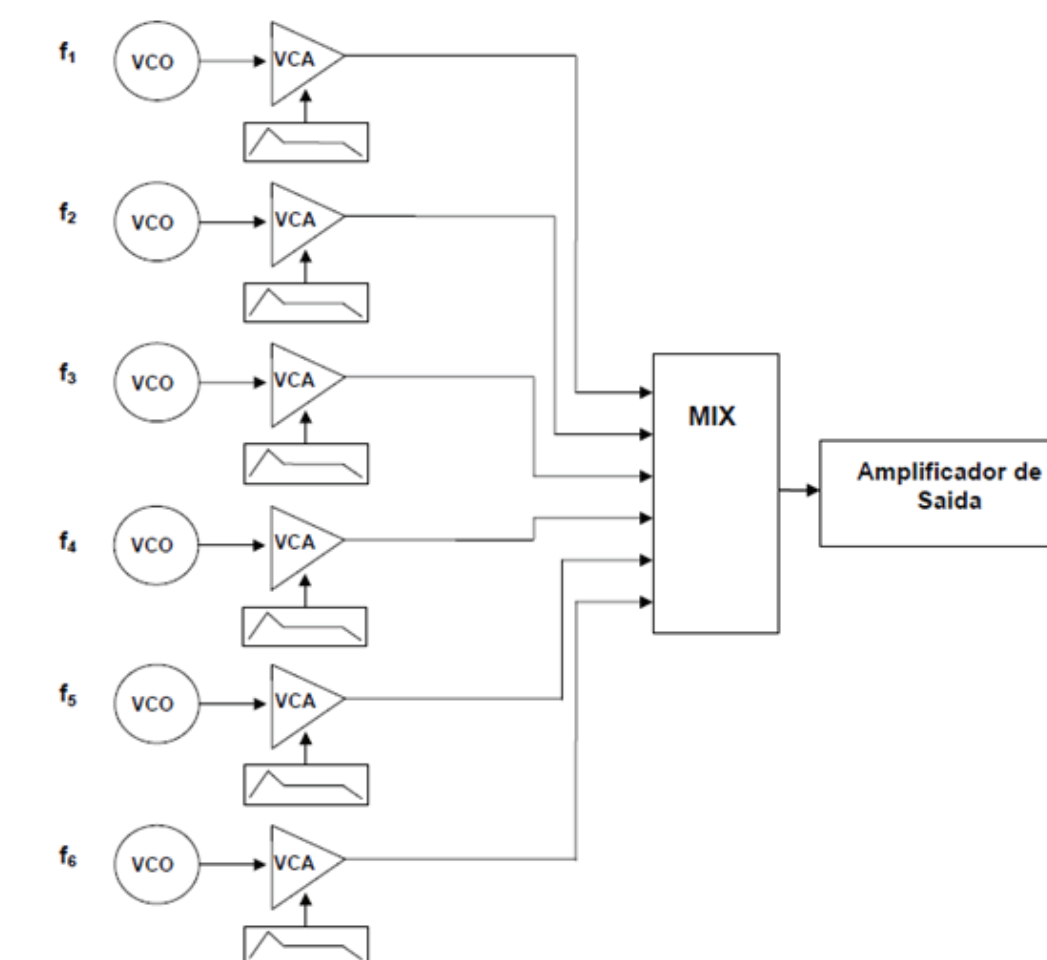 f1 VCO VCA
f2 VCO VCA
f3 VCO VCA
MIX
Amplificador de
Saida
f4 VCO VCA
f5 VCO VCA
f6 VCO VCA